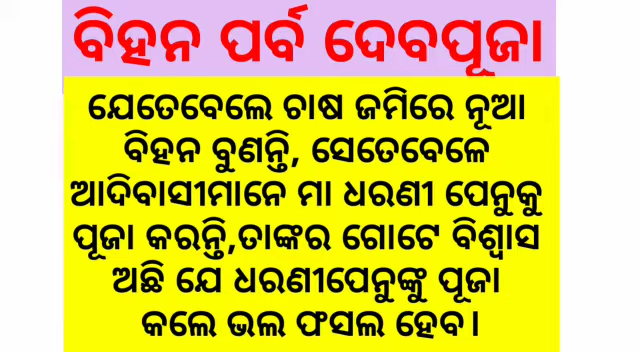 ବିହନ ପର୍ବ ଦେବପୂଜା
ଯେତେବେଲେ ଚାଷ ଜମିରେ ନୂଆ
ବିହନ ବୁଣନ୍ତି, ସେତେବେଳେ
ଆଦିବାସୀମାନେ ମା ଧରଣୀ ପେନୁକୁ
ପୂଜା କରନ୍ତି,ତାଙ୍କର ଗୋଟେ ବିଶ୍ୱାସ
ଅଛି ଯେ ଧରଣୀପେନୁଙ୍କୁ ପୂଜା
କଲେ ଭଲ ଫସଲ ହେବ।